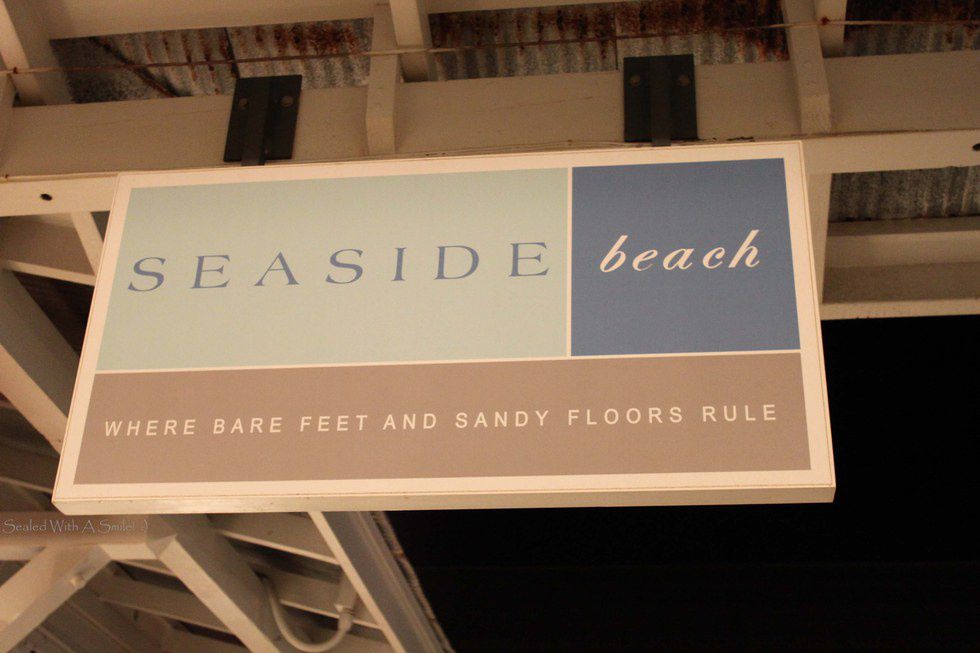 SEASIDE beach
WHERE BARE FEET AND SANDY FLOORS RULE
Sealed With A Smile! :)